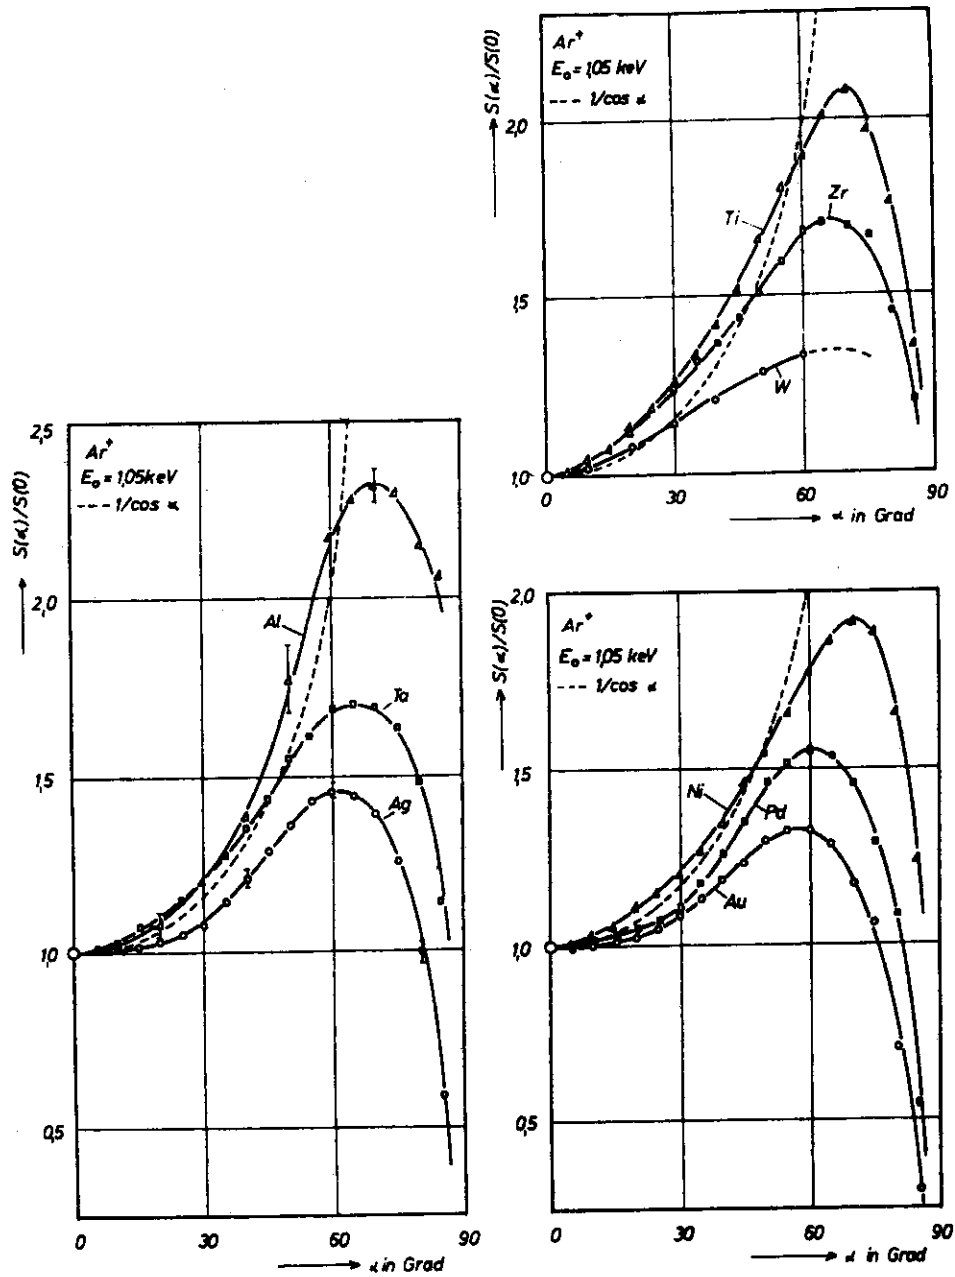 S(α)/S(0)
Ar⁺
E₀ = 1,05 keV
--- 1/cos α
2,0
1,5
1,0
Ti
Zr
W
0 30 60 90
α in Grad
S(α)/S(0)
2,5
2,0
1,5
1,0
0,5
Ar⁺
E₀ = 1,05 keV
--- 1/cos α
Al
Ta
Ag
0 30 60 90
α in Grad
S(α)/S(0)
2,0
1,5
1,0
0,5
Ar⁺
E₀ = 1,05 keV
--- 1/cos α
Ni
Pd
Au
0 30 60 90
α in Grad